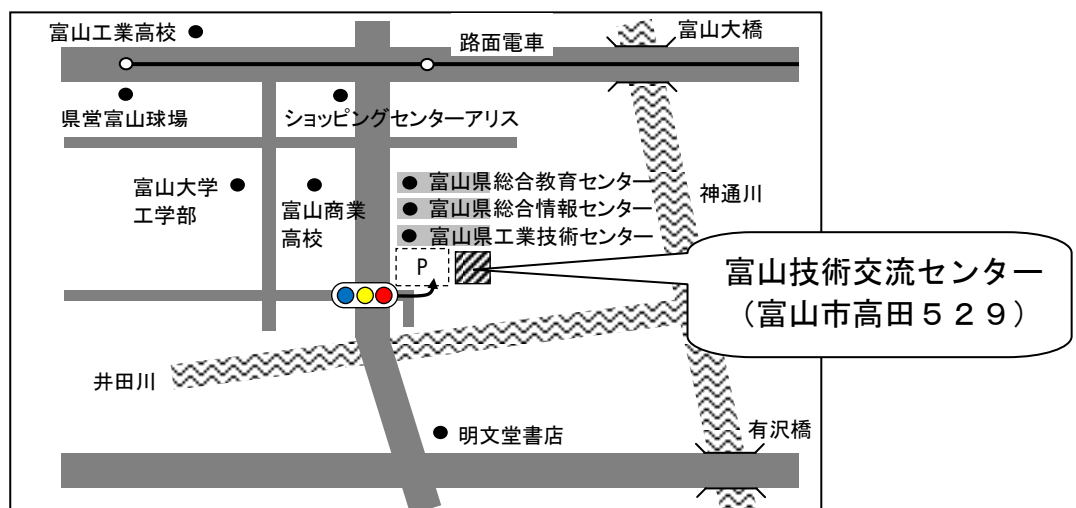 富山工業高校
路面電車
富山大橋
県営富山球場
ショッピングセンターアリス
富山大学
工学部
富山商業
高校
富山県総合教育センター
富山県総合情報センター
富山県工業技術センター
神通川
P
富山技術交流センター
（富山市高田５２９）
井田川
明文堂書店
有沢橋